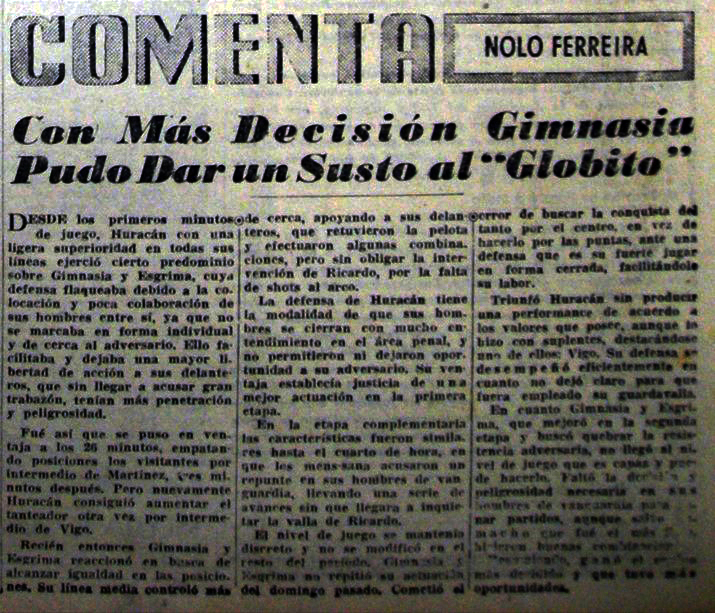 COMENTA
NOLO FERREIRA
Con Más Decisión Gimnasia
Pudo Dar un Susto al "Globito"
DESDE los primeros minutos
de juego, Huracán con una
ligera superioridad en todas sus
líneas ejerció cierto predominio
sobre Gimnasia y Esgrima, cuya
defensa flaqueaba debido a la co-
locación y poca colaboración de
sus hombres entre sí, ya que no
se marcaba en forma individual
y de cerca al adversario. Ello fa-
cilitaba y dejaba una mayor li-
bertad de acción a sus delante-
ros, que sin llegar a acusar gran
trabazón, tenían más penetración
y peligrosidad.
Fué así que se puso en ven-
taja a los 26 minutos, empatan-
do posiciones los visitantes por
intermedio de Martínez, tres mi-
nutos después. Pero nuevamente
Huracán consiguió aumentar el
tanteador otra vez por interme-
dio de Vigo.
Recién entonces Gimnasia y
Esgrima reaccionó en busca de
alcanzar igualdad en las posicio-
nes. Su línea media controló más
de cerca, apoyando a sus delan-
teros, que retuvieron la pelota
y efectuaron algunas combina-
ciones, pero sin obligar la inter-
vención de Ricardo, por la falta
de shots al arco.
La defensa de Huracán tiene
la modalidad de que sus hom-
bres se cierran con mucho en-
tendimiento en el área penal, y
no permitieron ni dejaron opor-
tunidad a su adversario. Su ven-
taja establecía justicia de una
mejor actuación en la primera
etapa.
En la etapa complementaria
las características fueron simila-
res hasta el cuarto de hora, en
que los mens-sana acusaron un
repunte en sus hombres de van-
guardia, llevando una serie de
avances sin que llegara a inquie-
tar la valla de Ricardo.
El nivel de juego se mantenía
discreto y no se modificó en el
resto del período. Gimnasia y
Esgrima no repitió su actuación
del domingo pasado. Cometió el
error de buscar la conquista del
tanto por el centro, en vez de
hacerlo por las puntas, ante una
defensa que es su fuerte jugar
en forma cerrada, facilitándole
su labor.
Triunfó Huracán sin producir
una performance de acuerdo a
los valores que posee, aunque lo
hizo con suplentes, destacándose
uno de ellos: Vigo. Su defensa se
desempeñó eficientemente en
cuanto no dejó claro para que
fuera empleado su guardavalla.
En cuanto Gimnasia y Esgri-
ma, que mejoró en la segunda
etapa y buscó quebrar la resis-
tencia adversaria, no llegó al ni-
vel de juego que es capaz y pue-
de hacerlo. Faltó la decisión y
peligrosidad necesaria en sus
hombres de vanguardia para
nar partidos, aunque
que fué el más
hicieron buenas
ganó el
más y que tuvo más
oportunidades.